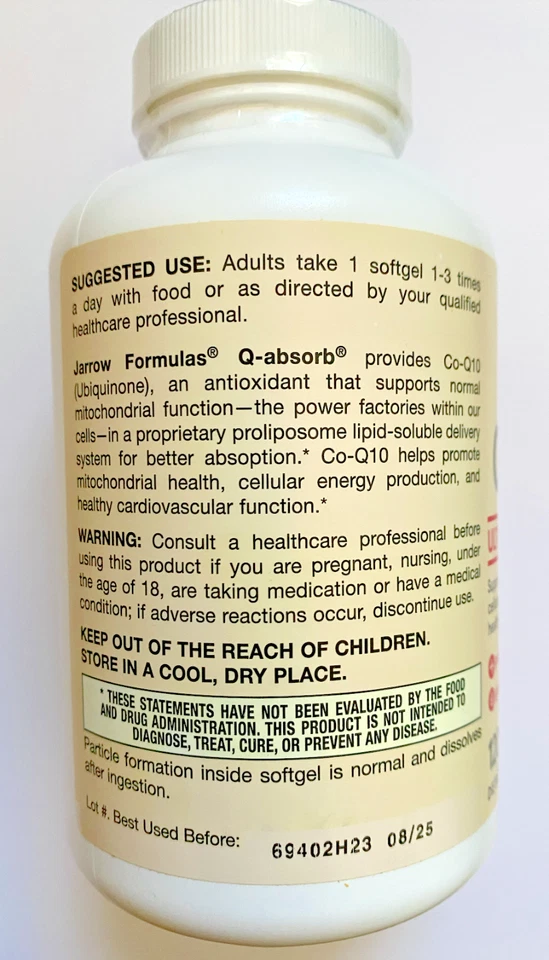 SUGGESTED USE: Adults take 1 softgel 1-3 times
a day with food or as directed by your qualified
healthcare professional.
Jarrow Formulas® Q-absorb® provides Co-Q10
(Ubiquinone), an antioxidant that supports normal
mitochondrial function—the power factories within our
cells—in a proprietary proliposome lipid-soluble delivery
system for better absoption.* Co-Q10 helps promote
mitochondrial health, cellular energy production, and
healthy cardiovascular function.*
WARNING: Consult a healthcare professional before
using this product if you are pregnant, nursing, under
the age of 18, are taking medication or have a medical
condition; if adverse reactions occur, discontinue use.
KEEP OUT OF THE REACH OF CHILDREN.
STORE IN A COOL, DRY PLACE.
* THESE STATEMENTS HAVE NOT BEEN EVALUATED BY THE FOOD
AND DRUG ADMINISTRATION. THIS PRODUCT IS NOT INTENDED TO
DIAGNOSE, TREAT, CURE, OR PREVENT ANY DISEASE.
Particle formation inside softgel is normal and dissolves
after ingestion.
Lot #. Best Used Before: 69402H23 08/25